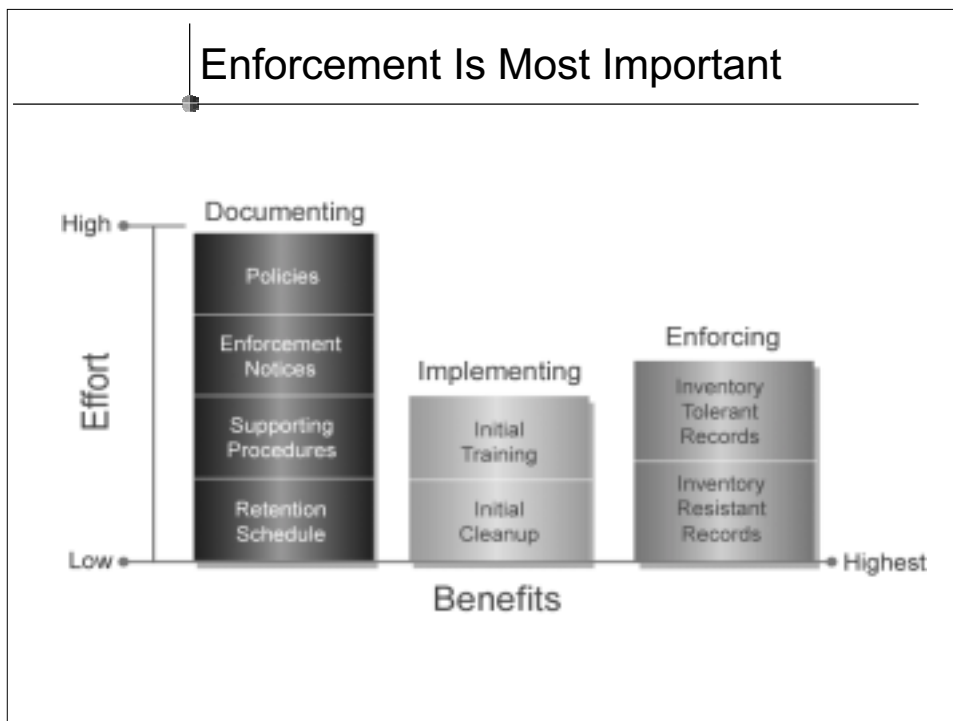 Enforcement Is Most Important
High
Documenting
Policies
Enforcement
Notices
Supporting
Procedures
Retention
Schedule
Effort
Implementing
Initial
Training
Initial
Cleanup
Enforcing
Inventory
Tolerant
Records
Inventory
Resistant
Records
Low
Highest
Benefits